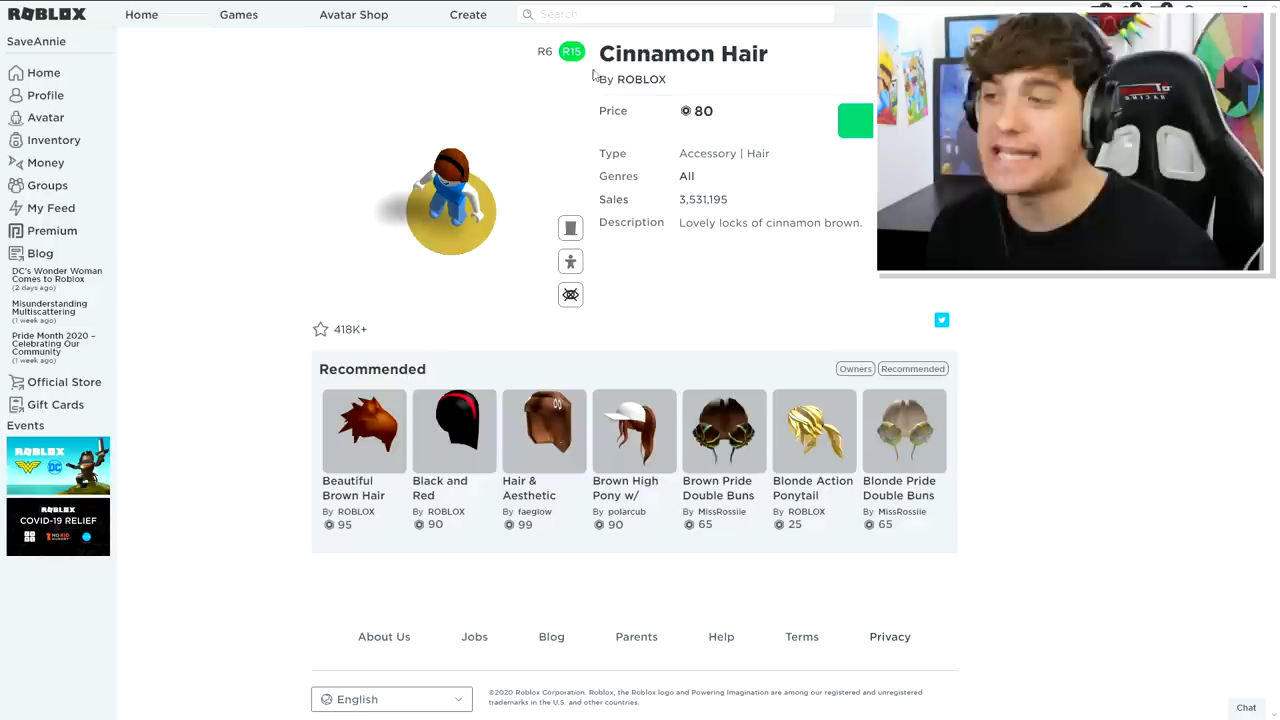 ROBLOX
Home
Games
Avatar Shop
Create
Search
SaveAnnie
Home
Profile
Avatar
Inventory
Money
Groups
My Feed
Premium
Blog
DC's Wonder Woman
Comes to Roblox
(2 days ago)
Misunderstanding
Multiscattering
(1 week ago)
Pride Month 2020 –
Celebrating Our
Community
(1 week ago)
Official Store
Gift Cards
Events
ROBLOX
DC
ROBLOX
COVID-19 RELIEF
NO KID
HUNGRY
R6 R15
Cinnamon Hair
By ROBLOX
Price 80
Type Accessory | Hair
Genres All
Sales 3,531,195
Description Lovely locks of cinnamon brown.
418K+
Recommended
Owners Recommended
Beautiful
Brown Hair
By ROBLOX
95
Black and
Red
By ROBLOX
90
Hair &
Aesthetic
By faeglow
99
Brown High
Pony w/
By polarcub
90
Brown Pride
Double Buns
By MissRossiie
65
Blonde Action
Ponytail
By ROBLOX
25
Blonde Pride
Double Buns
By MissRossiie
65
About Us
Jobs
Blog
Parents
Help
Terms
Privacy
English
©2020 Roblox Corporation. Roblox, the Roblox logo and Powering Imagination are among our registered and unregistered
trademarks in the U.S. and other countries.
Chat